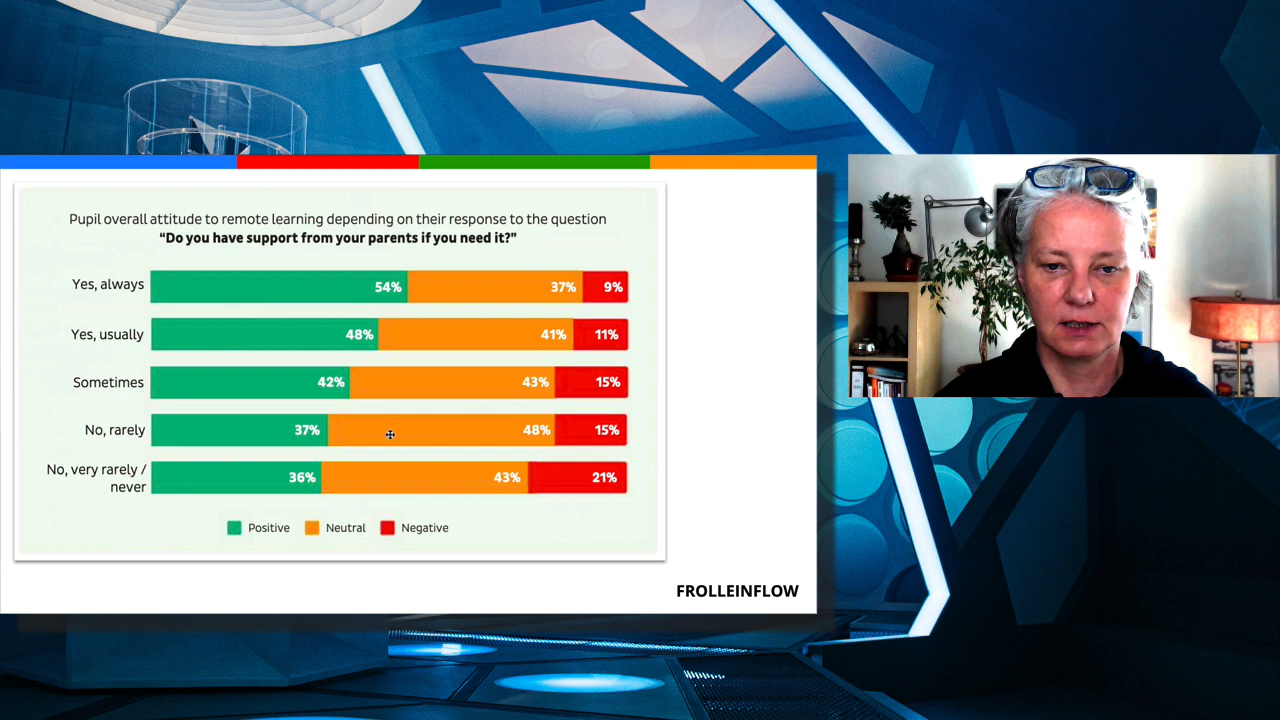 Pupil overall attitude to remote learning depending on their response to the question
“Do you have support from your parents if you need it?”
Yes, always 54% 37% 9%
Yes, usually 48% 41% 11%
Sometimes 42% 43% 15%
No, rarely 37% 48% 15%
No, very rarely /
never 36% 43% 21%
Positive Neutral Negative
FROLLEINFLOW